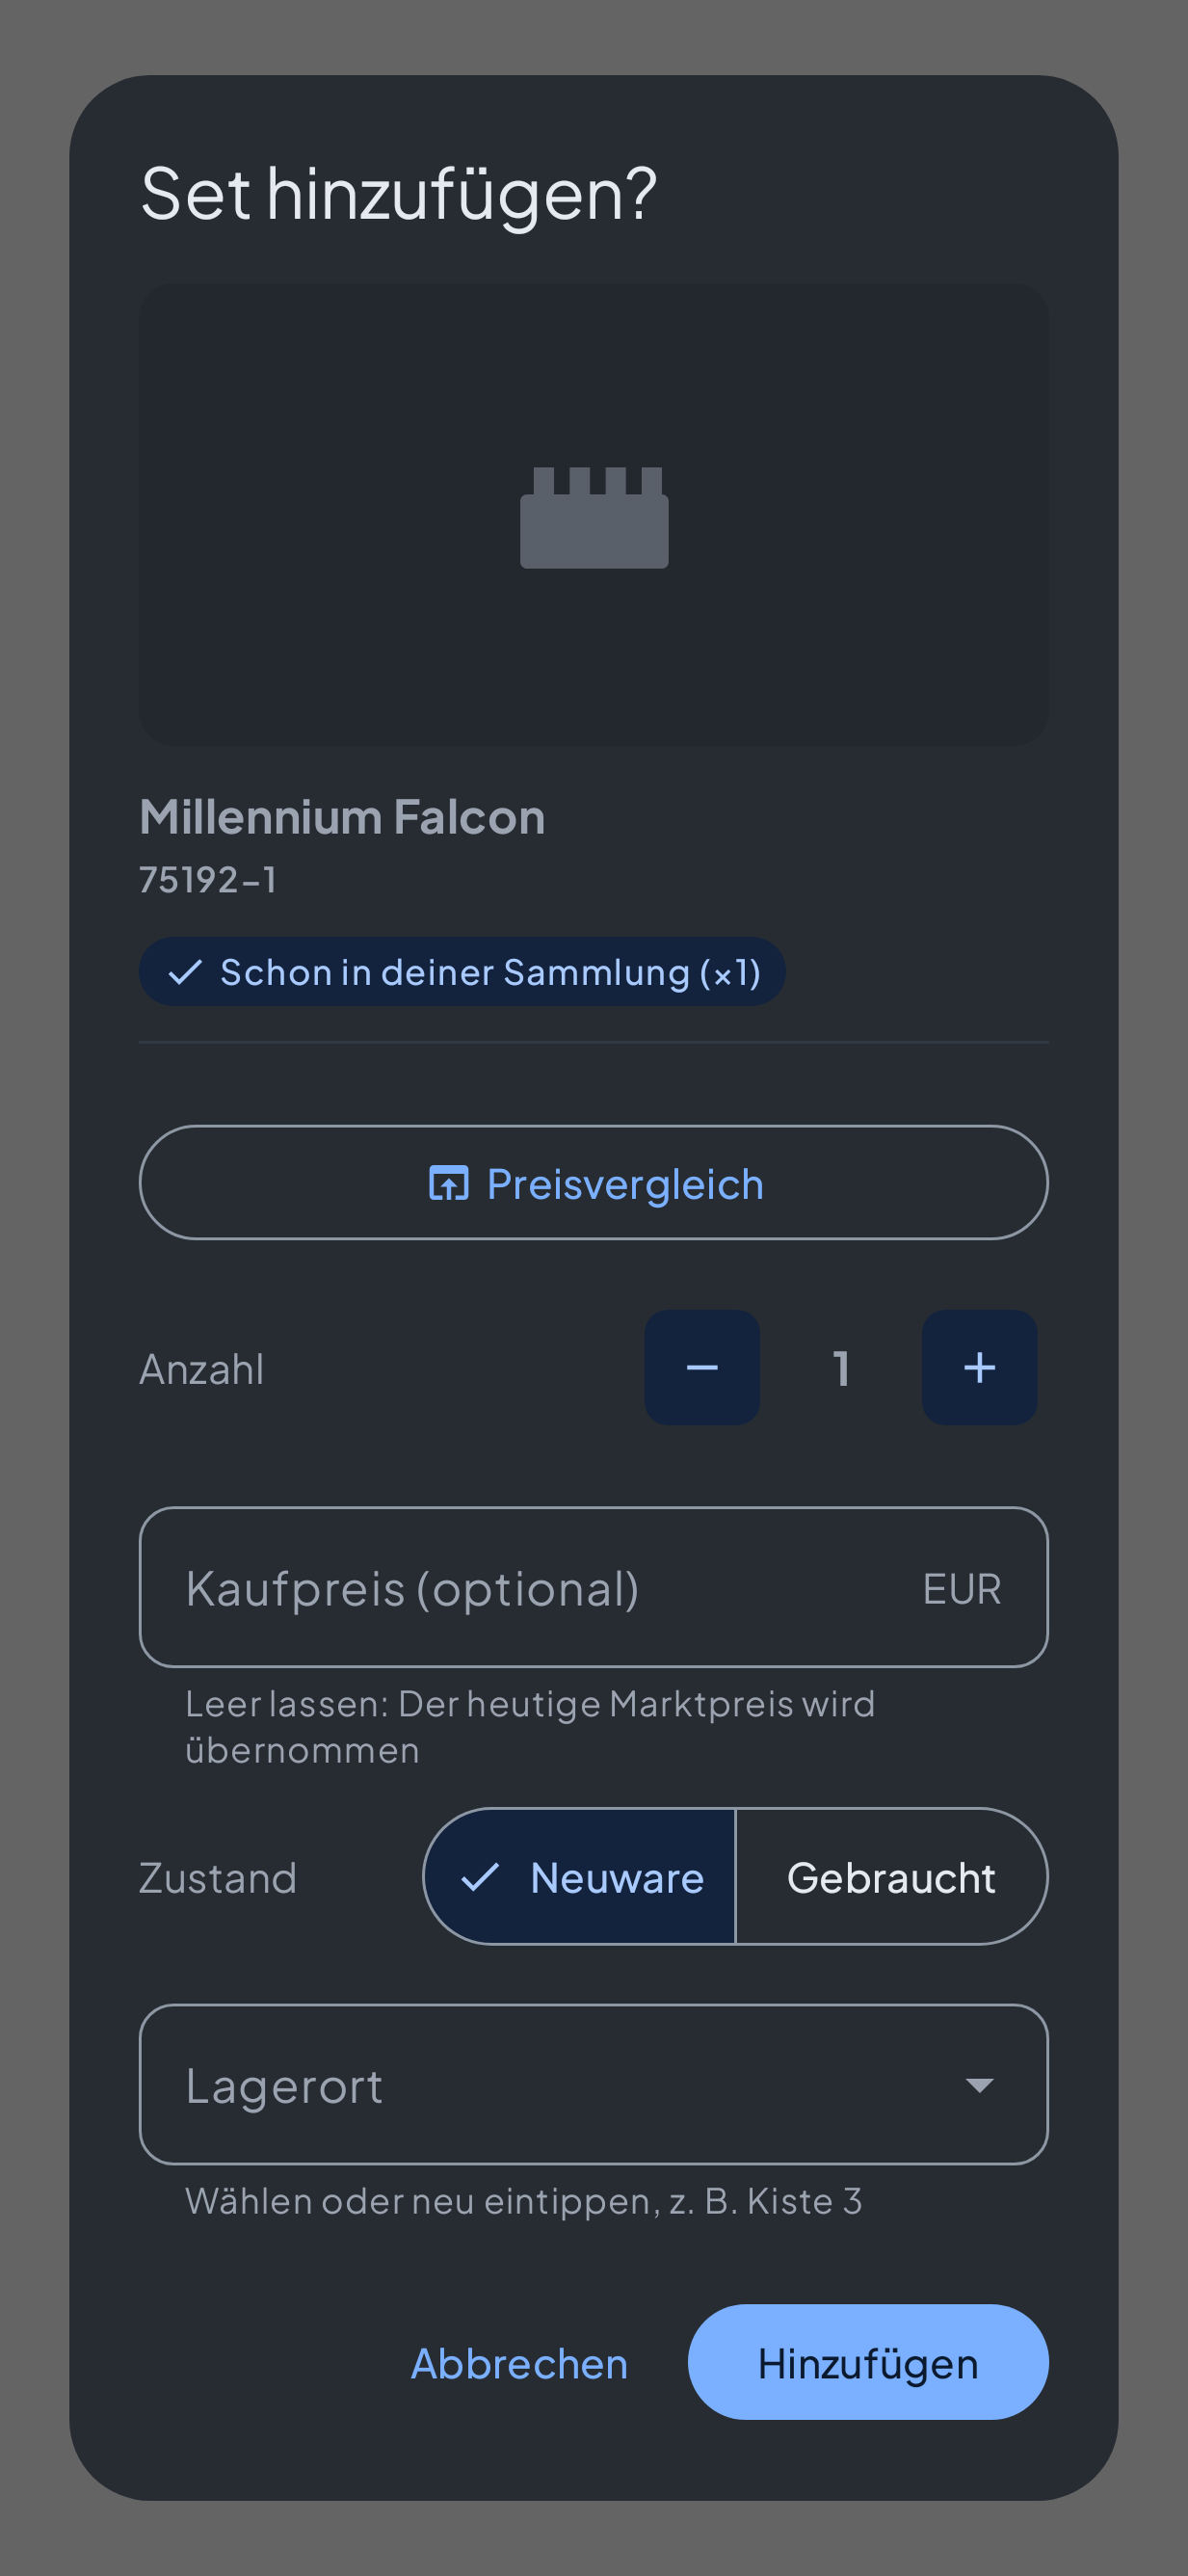 Set hinzufügen?
Millennium Falcon
75192-1
Schon in deiner Sammlung (×1)
Preisvergleich
Anzahl
− 1 +
Kaufpreis (optional) EUR
Leer lassen: Der heutige Marktpreis wird
übernommen
Zustand Neuware Gebraucht
Lagerort
Wählen oder neu eintippen, z. B. Kiste 3
Abbrechen Hinzufügen